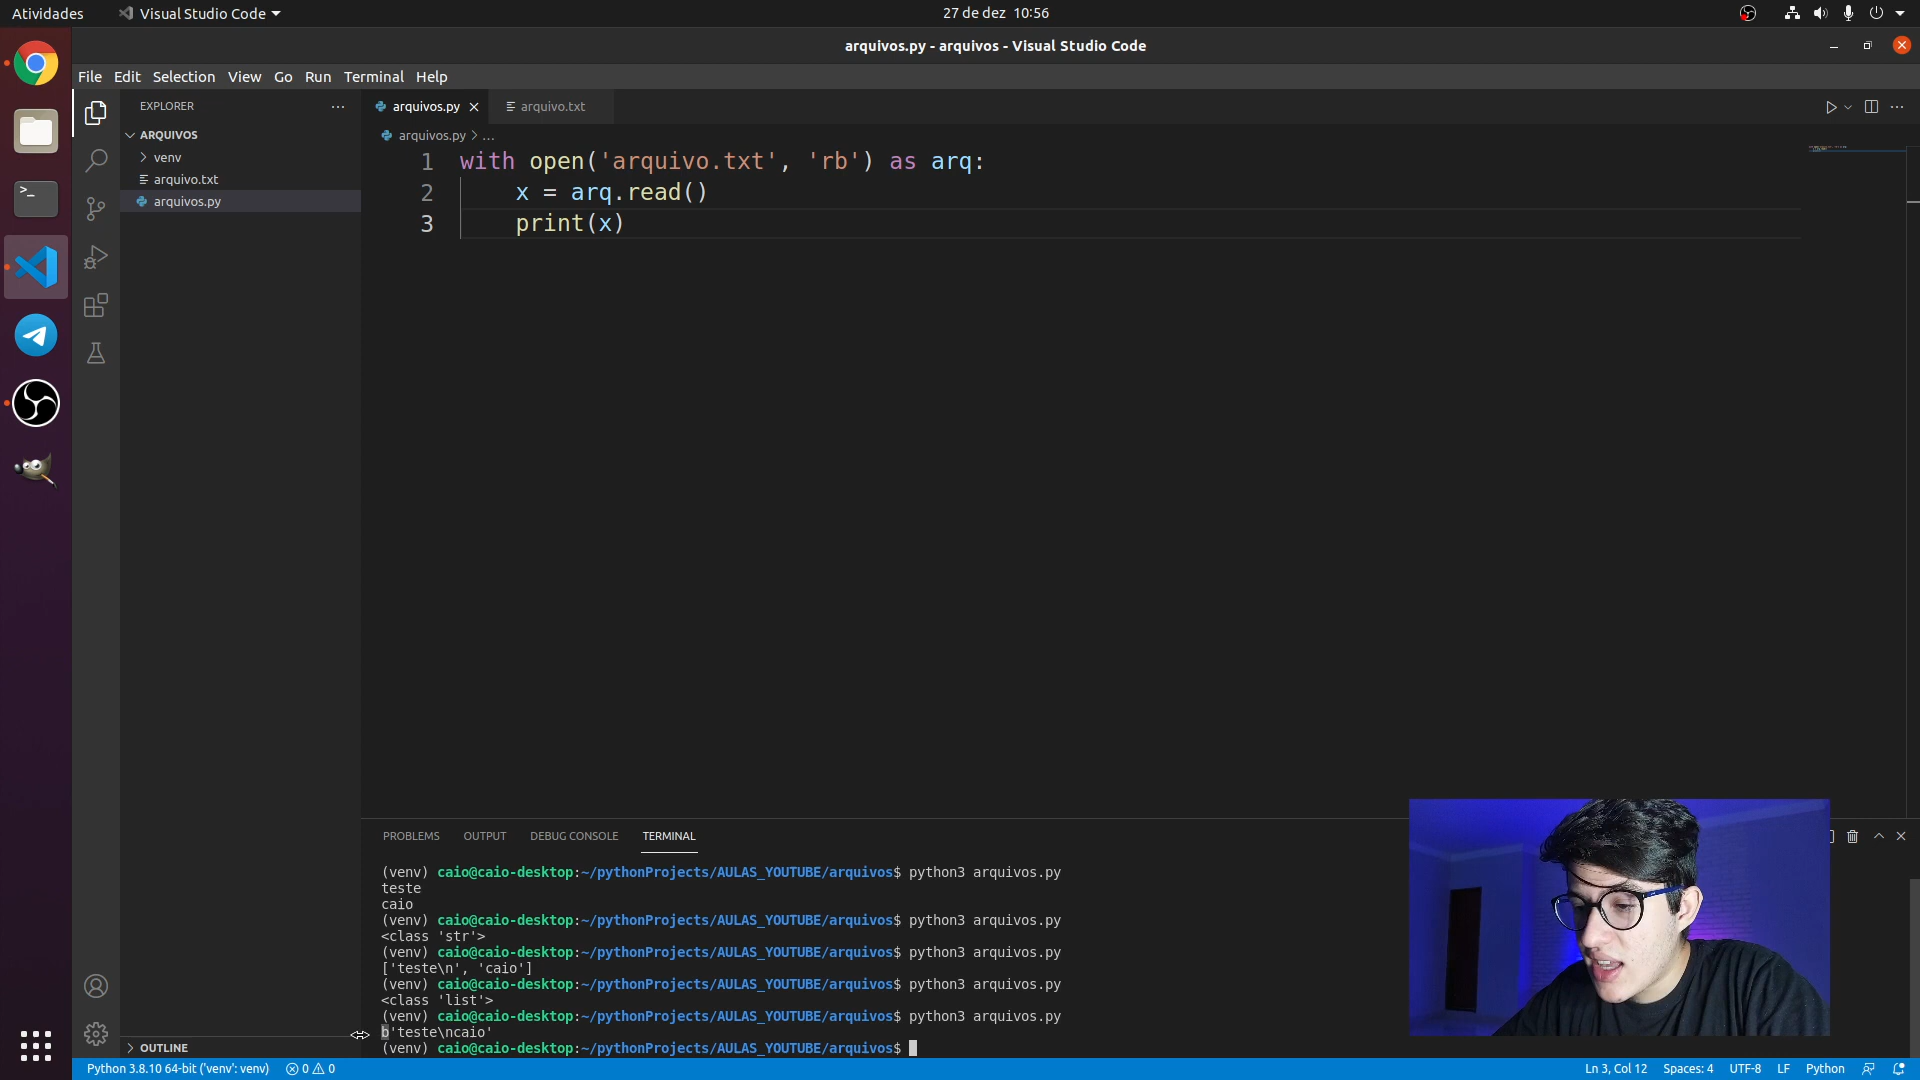 Atividades
Visual Studio Code
27 de dez 10:56
arquivos.py - arquivos - Visual Studio Code
File Edit Selection View Go Run Terminal Help
EXPLORER
ARQUIVOS
venv
arquivo.txt
arquivos.py
arquivos.py
arquivo.txt
arquivos.py > ...
1 with open('arquivo.txt', 'rb') as arq:
2 x = arq.read()
3 print(x)
PROBLEMS OUTPUT DEBUG CONSOLE TERMINAL
(venv) caio@caio-desktop:~/pythonProjects/AULAS_YOUTUBE/arquivos$ python3 arquivos.py
teste
caio
(venv) caio@caio-desktop:~/pythonProjects/AULAS_YOUTUBE/arquivos$ python3 arquivos.py
<class 'str'>
(venv) caio@caio-desktop:~/pythonProjects/AULAS_YOUTUBE/arquivos$ python3 arquivos.py
['teste\n', 'caio']
(venv) caio@caio-desktop:~/pythonProjects/AULAS_YOUTUBE/arquivos$ python3 arquivos.py
<class 'list'>
(venv) caio@caio-desktop:~/pythonProjects/AULAS_YOUTUBE/arquivos$ python3 arquivos.py
b'teste\ncaio'
(venv) caio@caio-desktop:~/pythonProjects/AULAS_YOUTUBE/arquivos$
OUTLINE
Python 3.8.10 64-bit ('venv': venv) 0 0
Ln 3, Col 12 Spaces: 4 UTF-8 LF Python